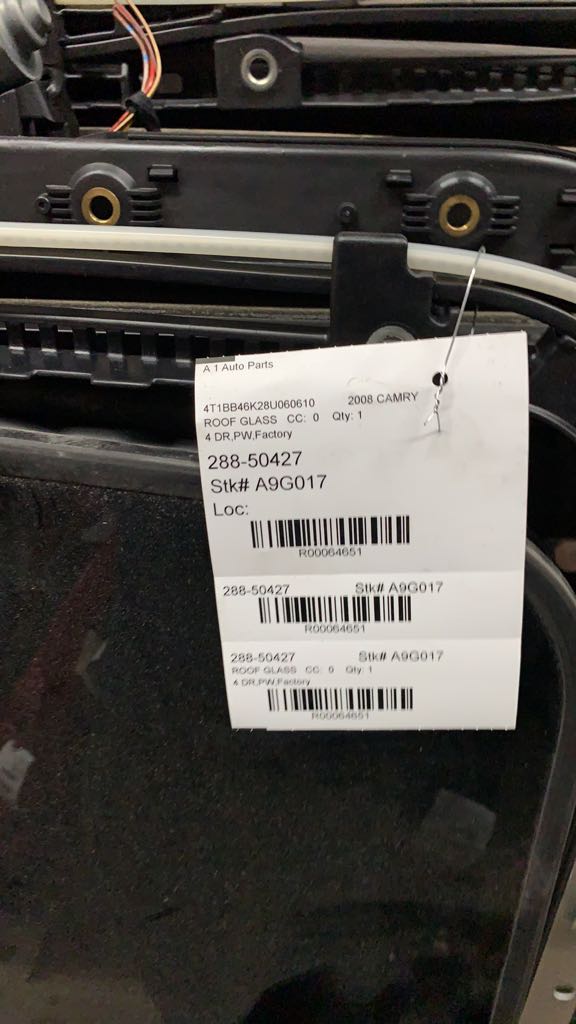 A 1 Auto Parts
4T1BB46K28U060610 2008 CAMRY
ROOF GLASS CC: 0 Qty: 1
4 DR,PW,Factory
288-50427
Stk# A9G017
Loc:
R00064651
288-50427 Stk# A9G017
R00064651
288-50427 Stk# A9G017
ROOF GLASS CC: 0 Qty: 1
4 DR,PW,Factory
R00064651